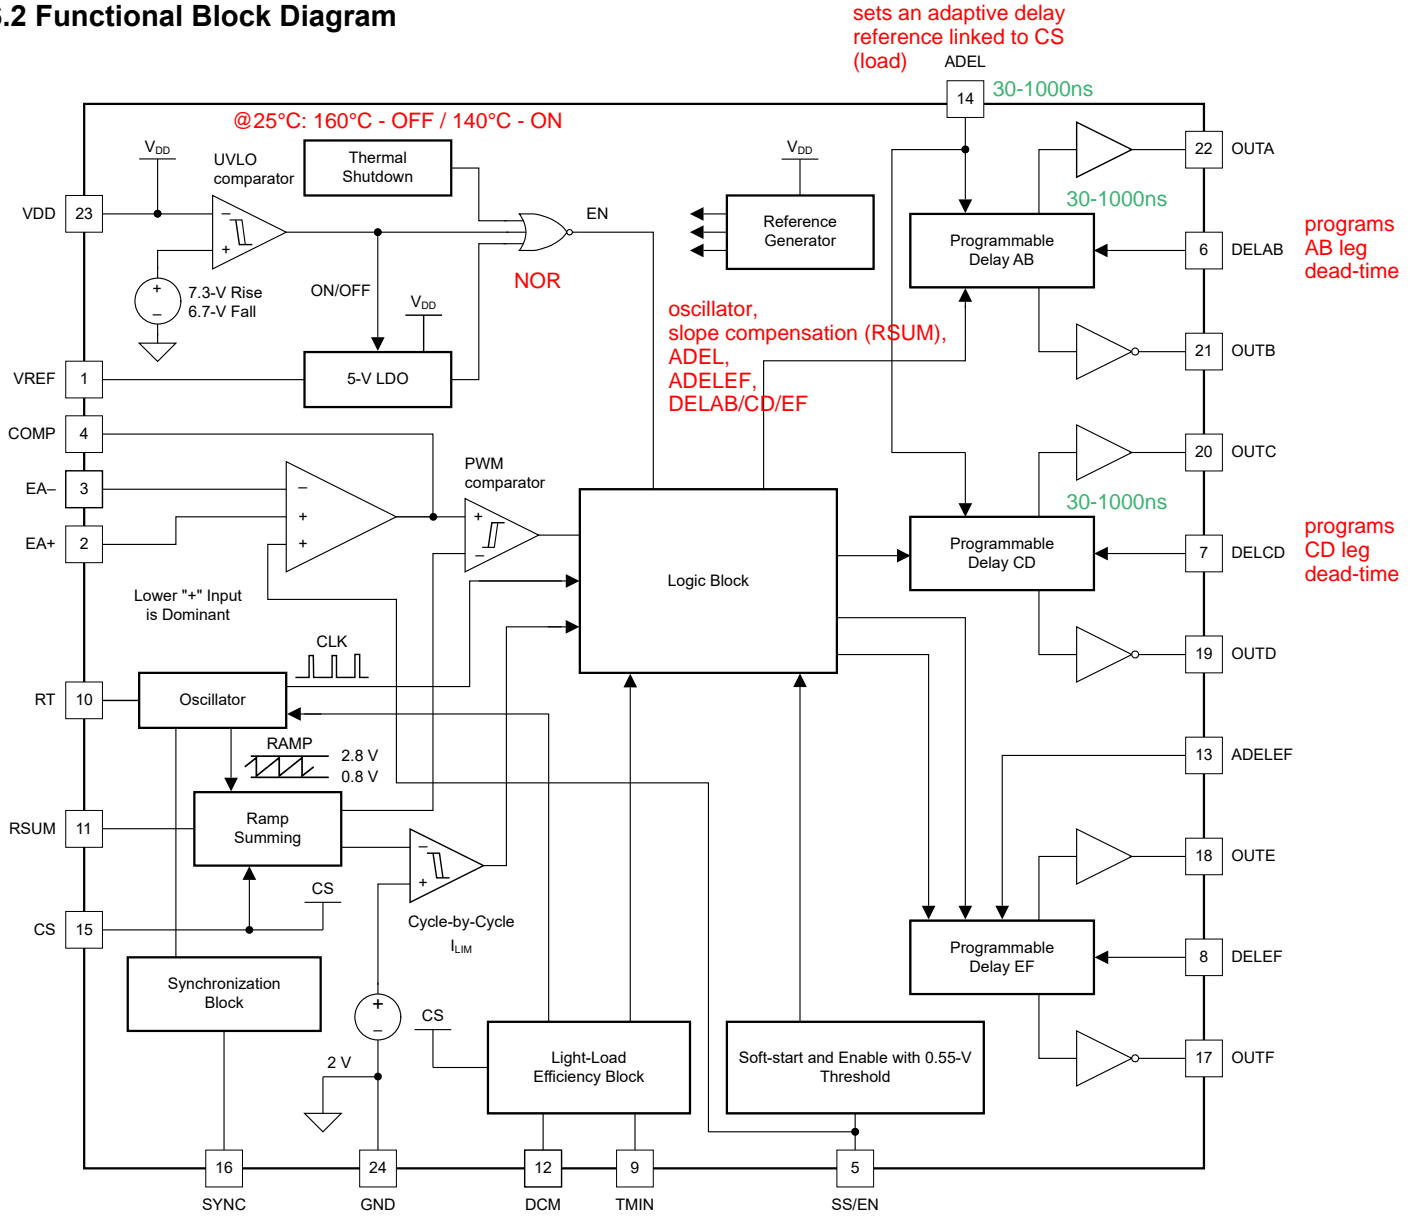 6.2 Functional Block Diagram
sets an adaptive delay
reference linked to CS
(load)
ADEL
14
30-1000ns
@25°C: 160°C - OFF / 140°C - ON
VDD
UVLO
comparator
Thermal
Shutdown
VDD
22
OUTA
VDD
23
−
+
EN
Reference
Generator
30-1000ns
Programmable
Delay AB
6
DELAB
programs
AB leg
dead-time
+
−
7.3-V Rise
6.7-V Fall
ON/OFF
VDD
NOR
oscillator,
slope compensation (RSUM),
ADEL,
ADELEF,
DELAB/CD/EF
21
OUTB
VREF
1
5-V LDO
COMP
4
20
OUTC
EA–
3
−
+
+
PWM
comparator
+
−
30-1000ns
EA+
2
Programmable
Delay CD
7
DELCD
programs
CD leg
dead-time
Logic Block
Lower "+" Input
is Dominant
CLK
19
OUTD
RT
10
Oscillator
RAMP
2.8 V
0.8 V
13
ADELEF
RSUM
11
Ramp
Summing
−
+
18
OUTE
CS
CS
15
Cycle-by-Cycle
ILIM
Programmable
Delay EF
8
DELEF
Synchronization
Block
+
−
CS
2 V
Light-Load
Efficiency Block
Soft-start and Enable with 0.55-V
Threshold
17
OUTF
16
24
12
9
5
SYNC
GND
DCM
TMIN
SS/EN